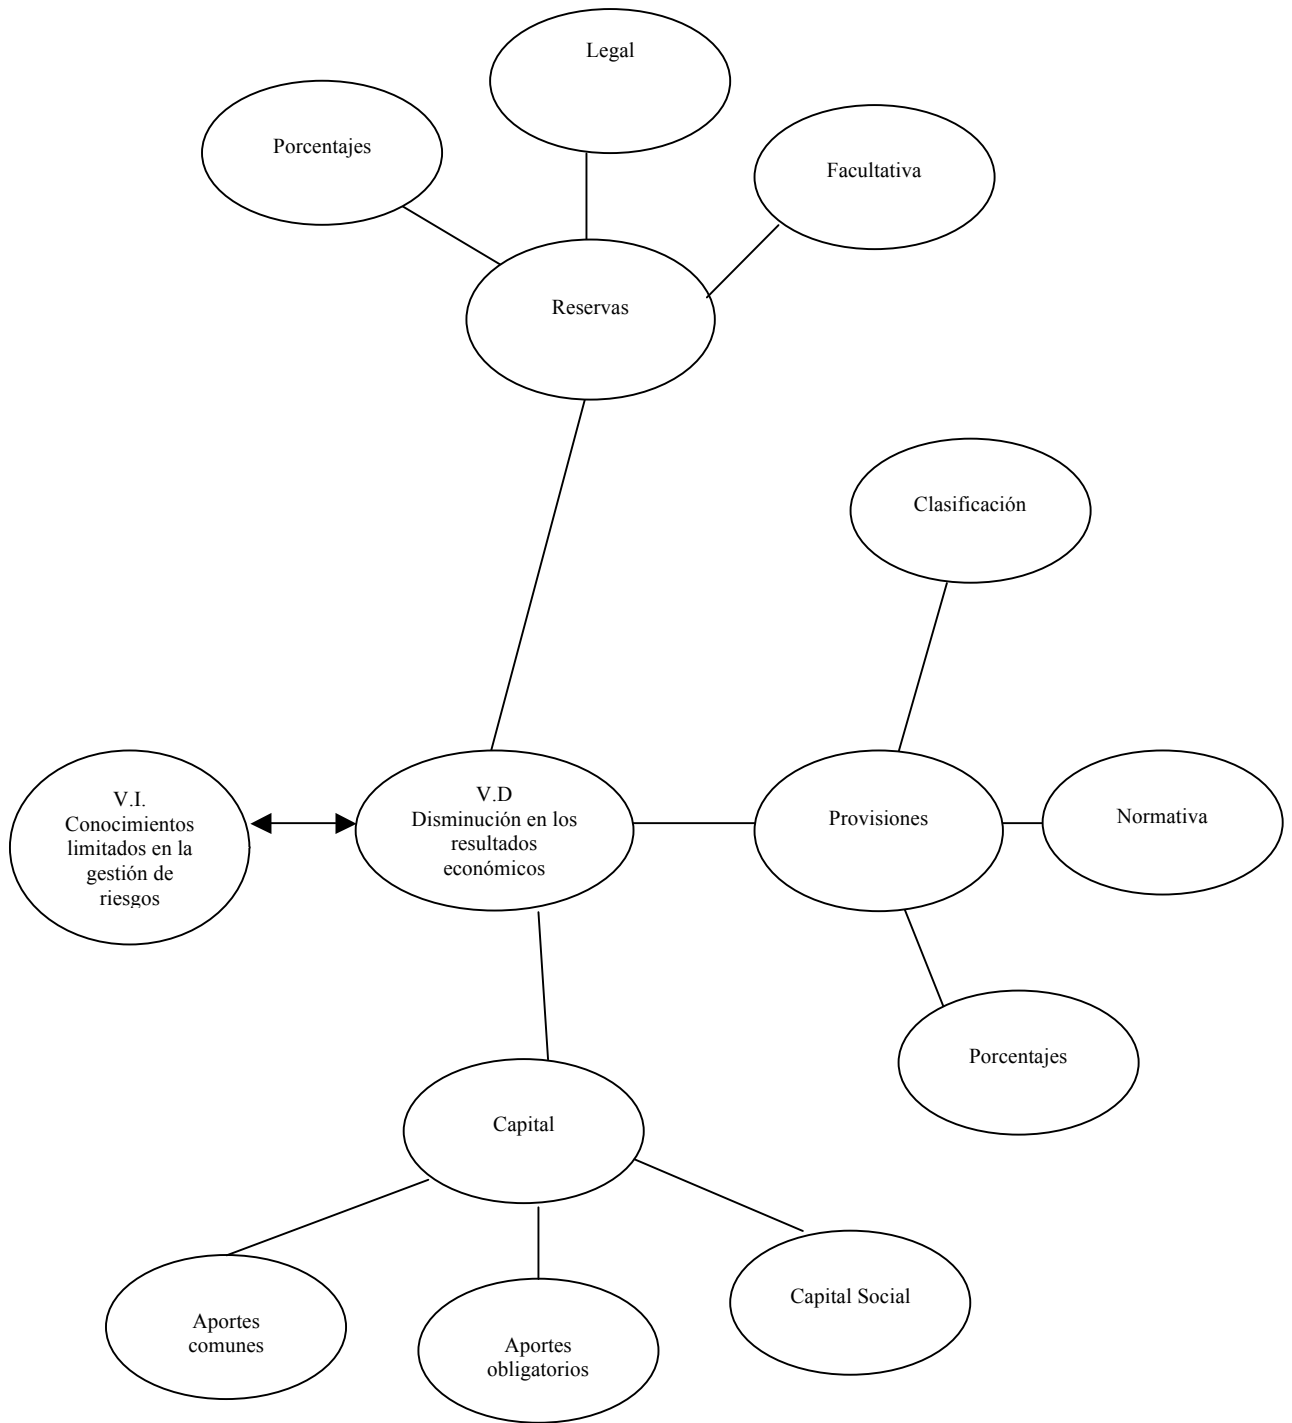 Legal
Porcentajes
Facultativa
Reservas
Clasificación
V.I.
Conocimientos
limitados en la
gestión de
riesgos
V.D
Disminución en los
resultados
económicos
Provisiones
Normativa
Porcentajes
Capital
Capital Social
Aportes
comunes
Aportes
obligatorios